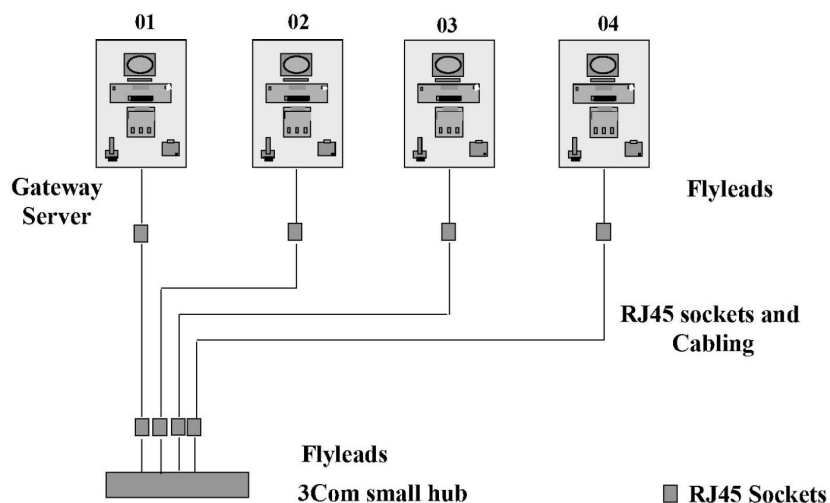 01
02
03
04
Gateway
Server
Flyleads
RJ45 sockets and
Cabling
Flyleads
3Com small hub
RJ45 Sockets